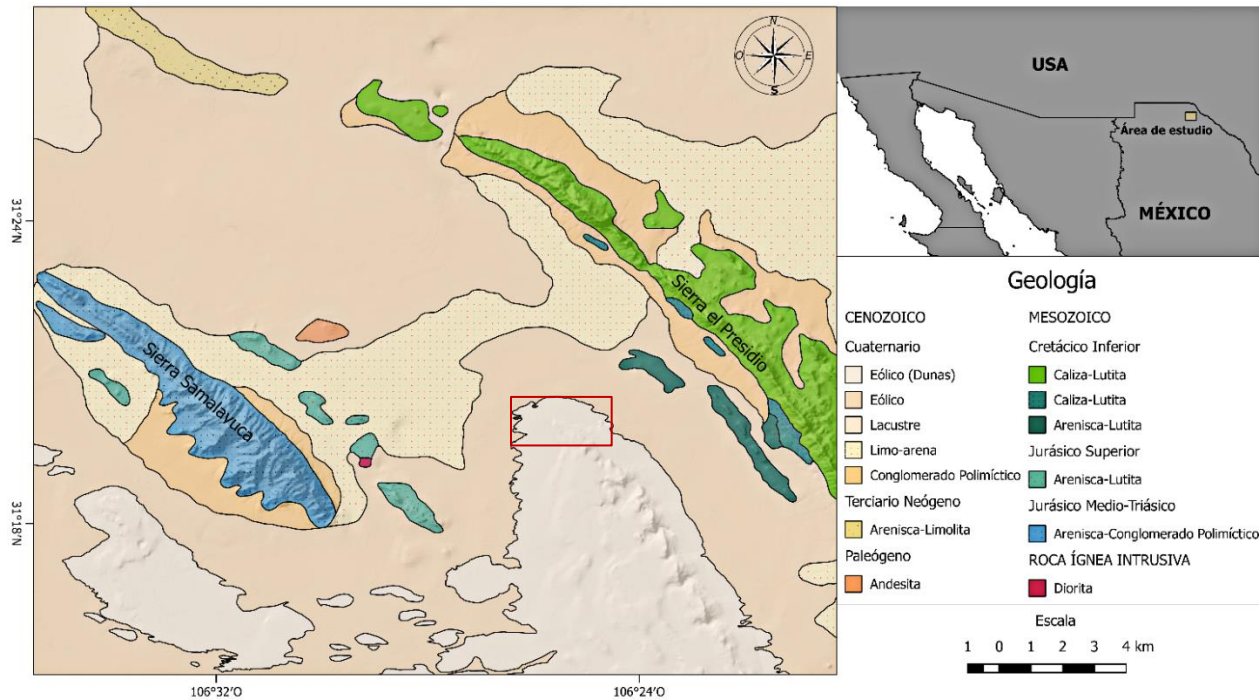 N
O
E
S
31°24'N
31°18'N
106°32'O
106°24'O
Sierra Samalayuca
Sierra el Presidio
USA
Área de estudio
MÉXICO
Geología
CENOZOICO
Cuaternario
Eólico (Dunas)
Eólico
Lacustre
Limo-arena
Conglomerado Polimíctico
Terciario Neógeno
Arenisca-Limolita
Paleógeno
Andesita
MESOZOICO
Cretácico Inferior
Caliza-Lutita
Caliza-Lutita
Arenisca-Lutita
Jurásico Superior
Arenisca-Lutita
Jurásico Medio-Triásico
Arenisca-Conglomerado Polimíctico
ROCA ÍGNEA INTRUSIVA
Diorita
Escala
1 0 1 2 3 4 km